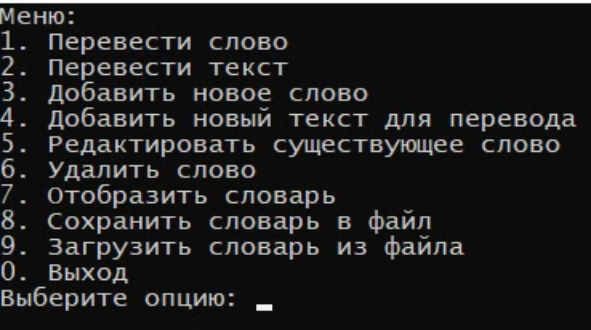 Меню:
1. Перевести слово
2. Перевести текст
3. Добавить новое слово
4. Добавить новый текст для перевода
5. Редактировать существующее слово
6. Удалить слово
7. Отобразить словарь
8. Сохранить словарь в файл
9. Загрузить словарь из файла
0. Выход
Выберите опцию: _